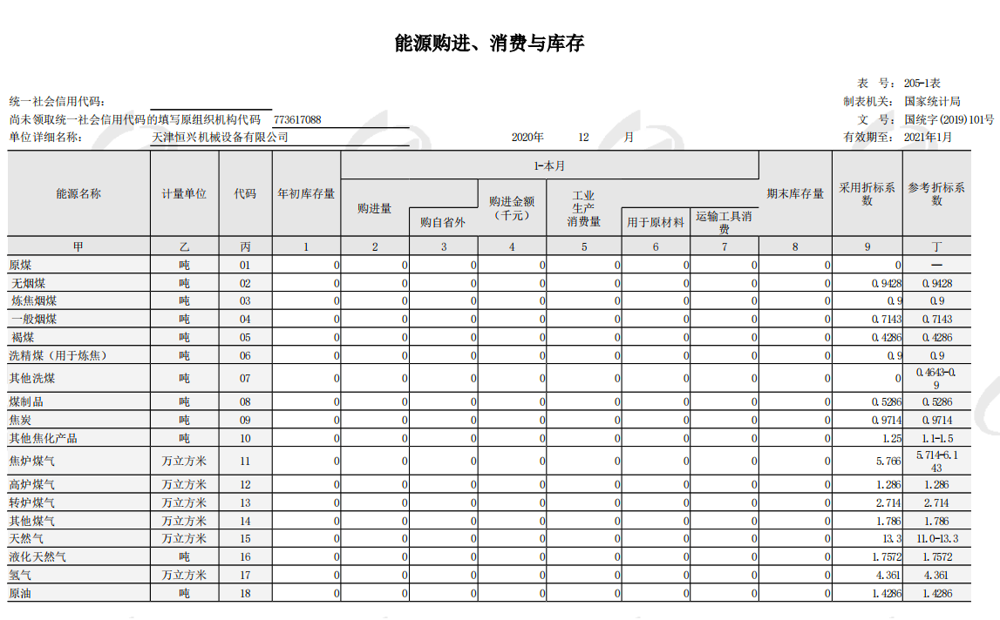 能源购进、消费与库存
表 号： 205-1表
统一社会信用代码：
制表机关： 国家统计局
尚未领取统一社会信用代码的填写原组织机构代码 773617088
文 号： 国统字(2019)101号
单位详细名称： 天津恒兴机械设备有限公司 2020年 12 月 有效期至： 2021年1月
能源名称 计量单位 代码 年初库存量 1-本月 期末库存量 采用折标系数 参考折标系数
购进量 购自省外 购进金额（千元） 工业生产消费量 用于原材料 运输工具消费
甲 乙 丙 1 2 3 4 5 6 7 8 9 丁
原煤 吨 01 0 0 0 0 0 0 0 0 0 —
无烟煤 吨 02 0 0 0 0 0 0 0 0 0.9428 0.9428
炼焦烟煤 吨 03 0 0 0 0 0 0 0 0 0.9 0.9
一般烟煤 吨 04 0 0 0 0 0 0 0 0 0.7143 0.7143
褐煤 吨 05 0 0 0 0 0 0 0 0 0.4286 0.4286
洗精煤（用于炼焦） 吨 06 0 0 0 0 0 0 0 0 0.9 0.9
其他洗煤 吨 07 0 0 0 0 0 0 0 0 0 0.4643-0.9
煤制品 吨 08 0 0 0 0 0 0 0 0 0.5286 0.5286
焦炭 吨 09 0 0 0 0 0 0 0 0 0.9714 0.9714
其他焦化产品 吨 10 0 0 0 0 0 0 0 0 1.25 1.1-1.5
焦炉煤气 万立方米 11 0 0 0 0 0 0 0 0 5.766 5.714-6.143
高炉煤气 万立方米 12 0 0 0 0 0 0 0 0 1.286 1.286
转炉煤气 万立方米 13 0 0 0 0 0 0 0 0 2.714 2.714
其他煤气 万立方米 14 0 0 0 0 0 0 0 0 1.786 1.786
天然气 万立方米 15 0 0 0 0 0 0 0 0 13.3 11.0-13.3
液化天然气 吨 16 0 0 0 0 0 0 0 0 1.7572 1.7572
氢气 万立方米 17 0 0 0 0 0 0 0 0 4.361 4.361
原油 吨 18 0 0 0 0 0 0 0 0 1.4286 1.4286